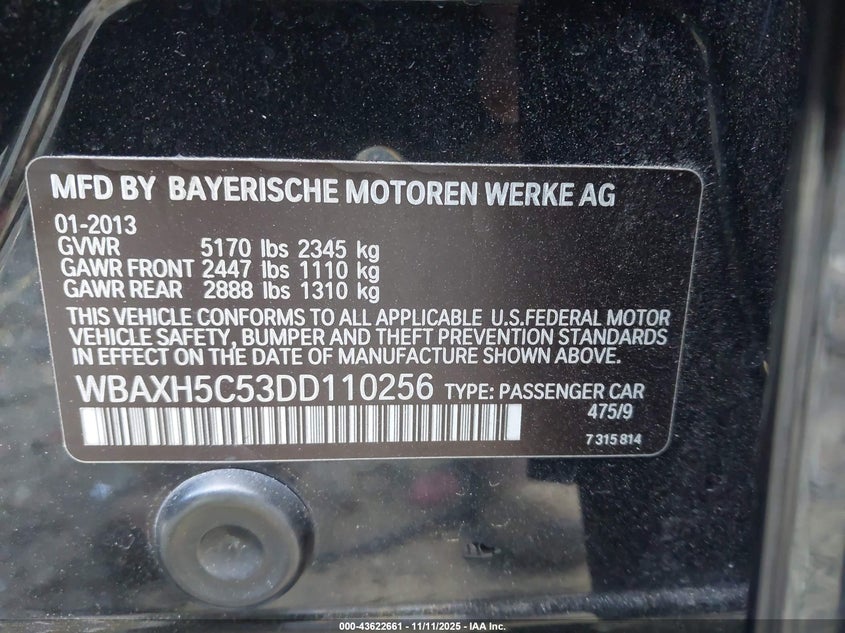 MFD BY BAYERISCHE MOTOREN WERKE AG
01-2013
GVWR 5170 lbs 2345 kg
GAWR FRONT 2447 lbs 1110 kg
GAWR REAR 2888 lbs 1310 kg
THIS VEHICLE CONFORMS TO ALL APPLICABLE U.S.FEDERAL MOTOR
VEHICLE SAFETY, BUMPER AND THEFT PREVENTION STANDARDS
IN EFFECT ON THE DATE OF MANUFACTURE SHOWN ABOVE.
WBAXH5C53DD110256 TYPE: PASSENGER CAR
475/9
7 315 814
000-43622661 - 11/11/2025 - IAA Inc.